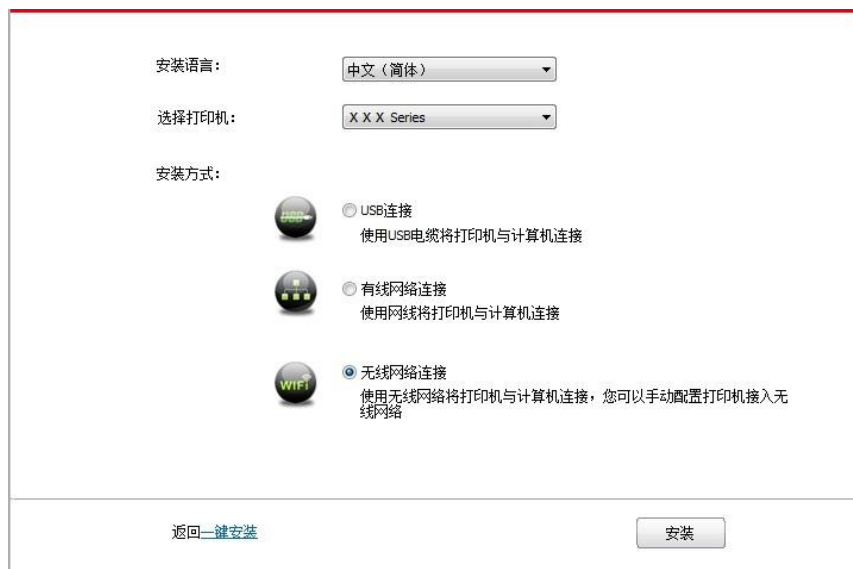 安装语言：
中文（简体）
选择打印机：
X X X Series
安装方式：
USB
USB连接
使用USB电缆将打印机与计算机连接
有线网络连接
使用网线将打印机与计算机连接
WIFI
无线网络连接
使用无线网络将打印机与计算机连接，您可以手动配置打印机接入无
线网络
返回一键安装
安装